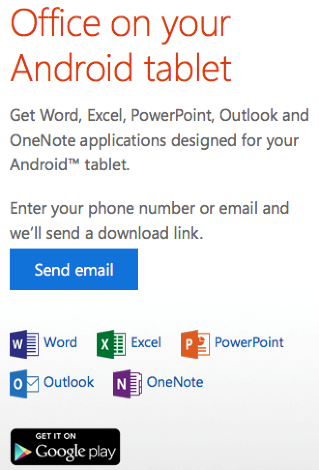 Office on your
Android tablet
Get Word, Excel, PowerPoint, Outlook and
OneNote applications designed for your
Android™ tablet.
Enter your phone number or email and
we'll send a download link.
Send email
W Word X Excel P PowerPoint
O Outlook N OneNote
GET IT ON
Google play